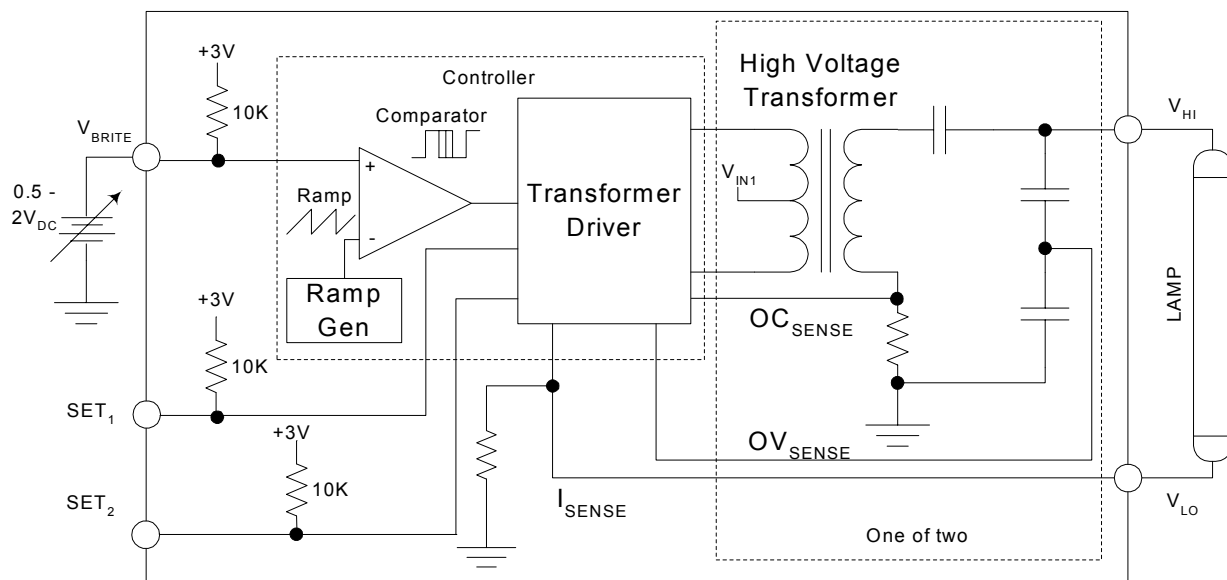 +3V
10K
V_BRITE
0.5 -
2V_DC
Controller
Comparator
+
Ramp
-
Ramp
Gen
Transformer
Driver
High Voltage
Transformer
V_IN1
V_HI
LAMP
OC_SENSE
+3V
10K
SET_1
+3V
10K
SET_2
OV_SENSE
I_SENSE
V_LO
One of two